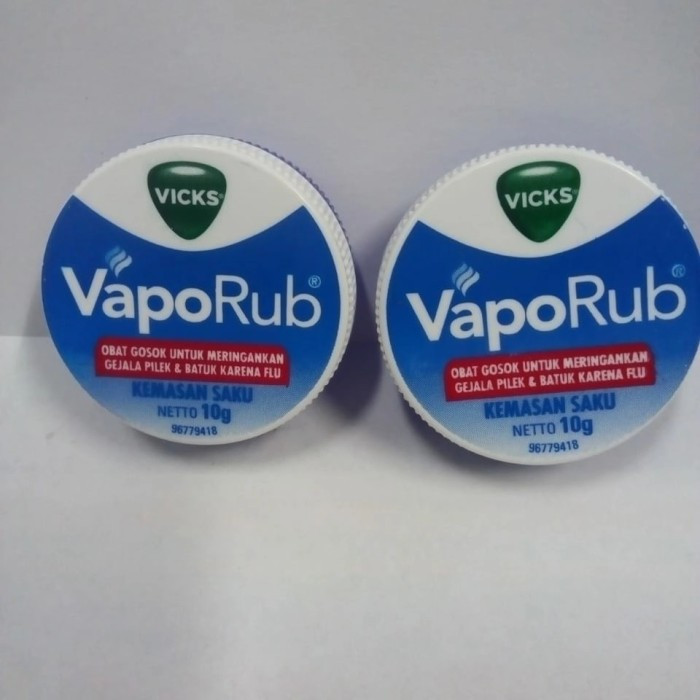 VICKS®
VapoRub®
OBAT GOSOK UNTUK MERINGANKAN
GEJALA PILEK & BATUK KARENA FLU
KEMASAN SAKU
NETTO 10g
96779418
VICKS®
VapoRub®
OBAT GOSOK UNTUK MERINGANKAN
GEJALA PILEK & BATUK KARENA FLU
KEMASAN SAKU
NETTO 10g
96779418